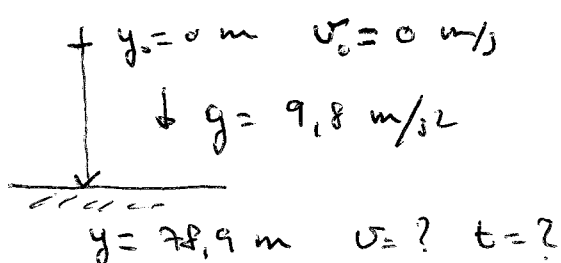 y₀ = 0 m v₀ = 0 m/s
g = 9,8 m/s2
y = 78,9 m v = ? t = ?